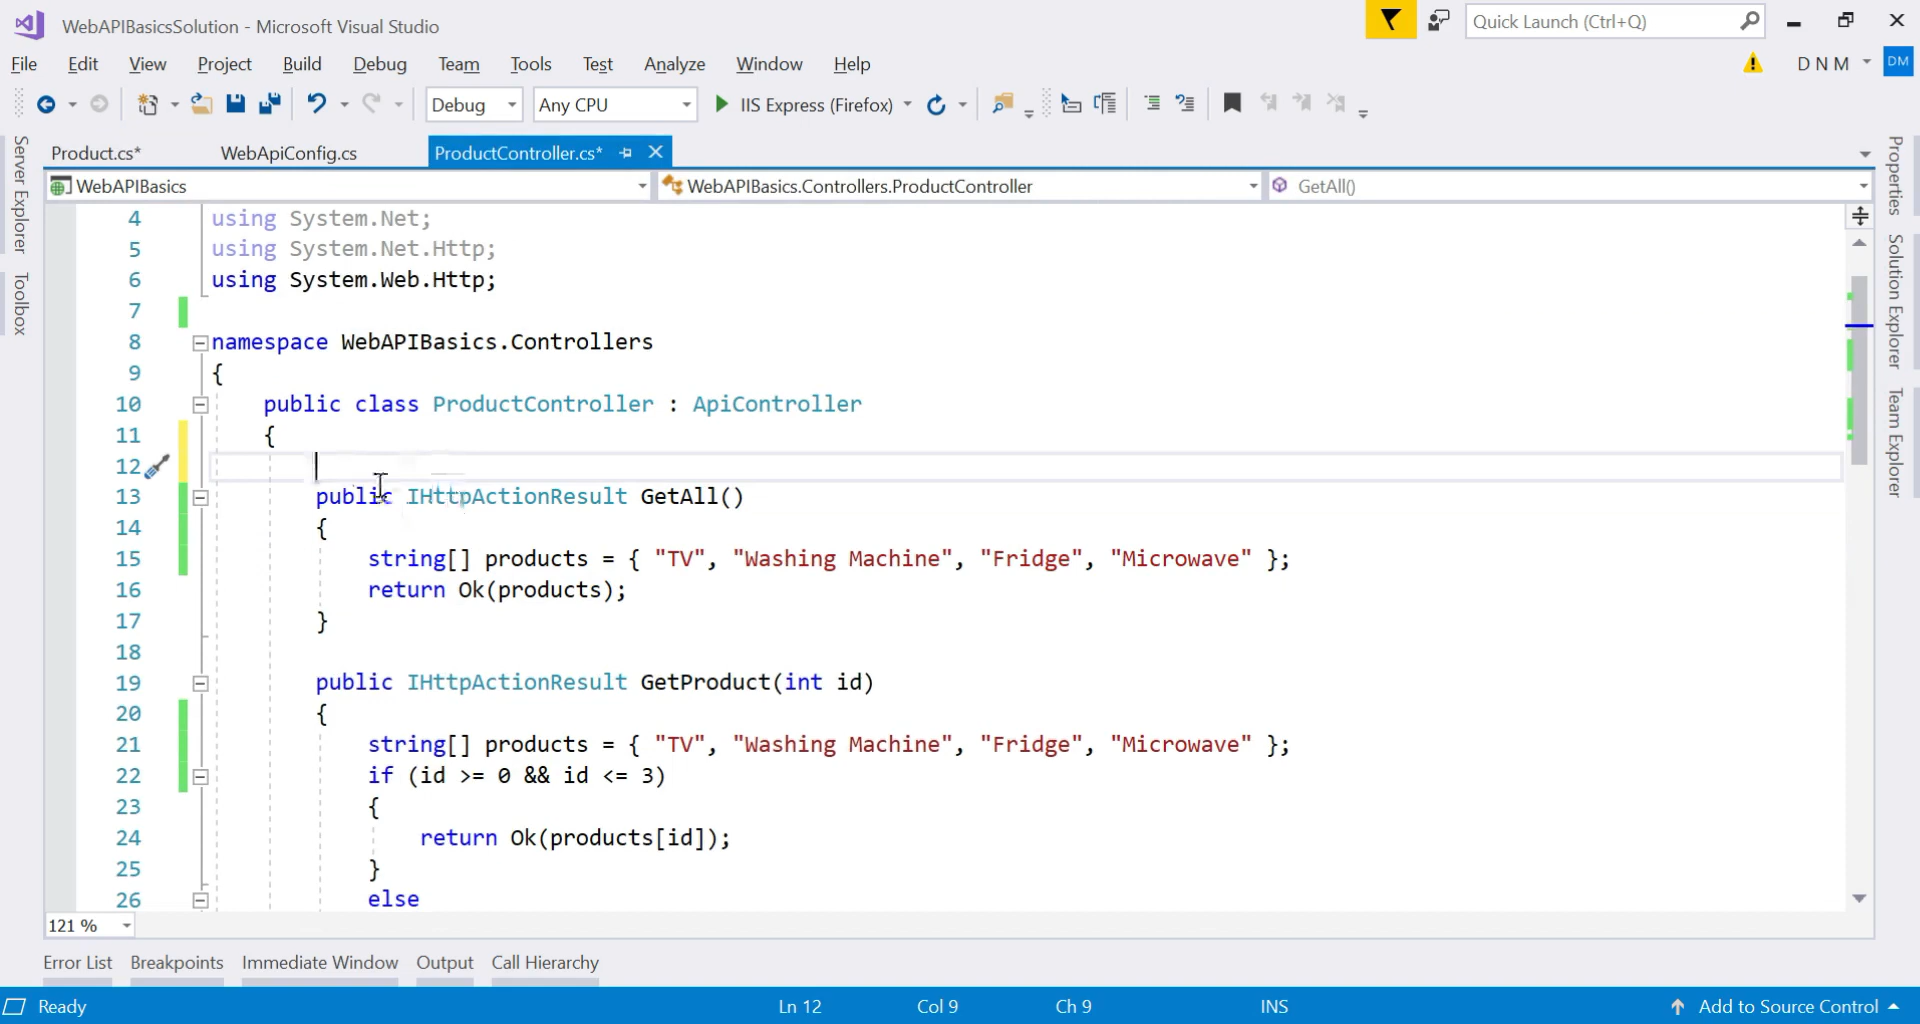 WebAPIBasicsSolution - Microsoft Visual Studio
Quick Launch (Ctrl+Q)
File Edit View Project Build Debug Team Tools Test Analyze Window Help
D N M DM
Debug Any CPU IIS Express (Firefox)
Product.cs* WebApiConfig.cs ProductController.cs*
WebAPIBasics WebAPIBasics.Controllers.ProductController GetAll()
Server Explorer
Toolbox
Properties
Solution Explorer
Team Explorer
4 using System.Net;
5 using System.Net.Http;
6 using System.Web.Http;
7
8 namespace WebAPIBasics.Controllers
9 {
10 public class ProductController : ApiController
11 {
12
13 public IHttpActionResult GetAll()
14 {
15 string[] products = { "TV", "Washing Machine", "Fridge", "Microwave" };
16 return Ok(products);
17 }
18
19 public IHttpActionResult GetProduct(int id)
20 {
21 string[] products = { "TV", "Washing Machine", "Fridge", "Microwave" };
22 if (id >= 0 && id <= 3)
23 {
24 return Ok(products[id]);
25 }
26 else
121 %
Error List Breakpoints Immediate Window Output Call Hierarchy
Ready Ln 12 Col 9 Ch 9 INS Add to Source Control